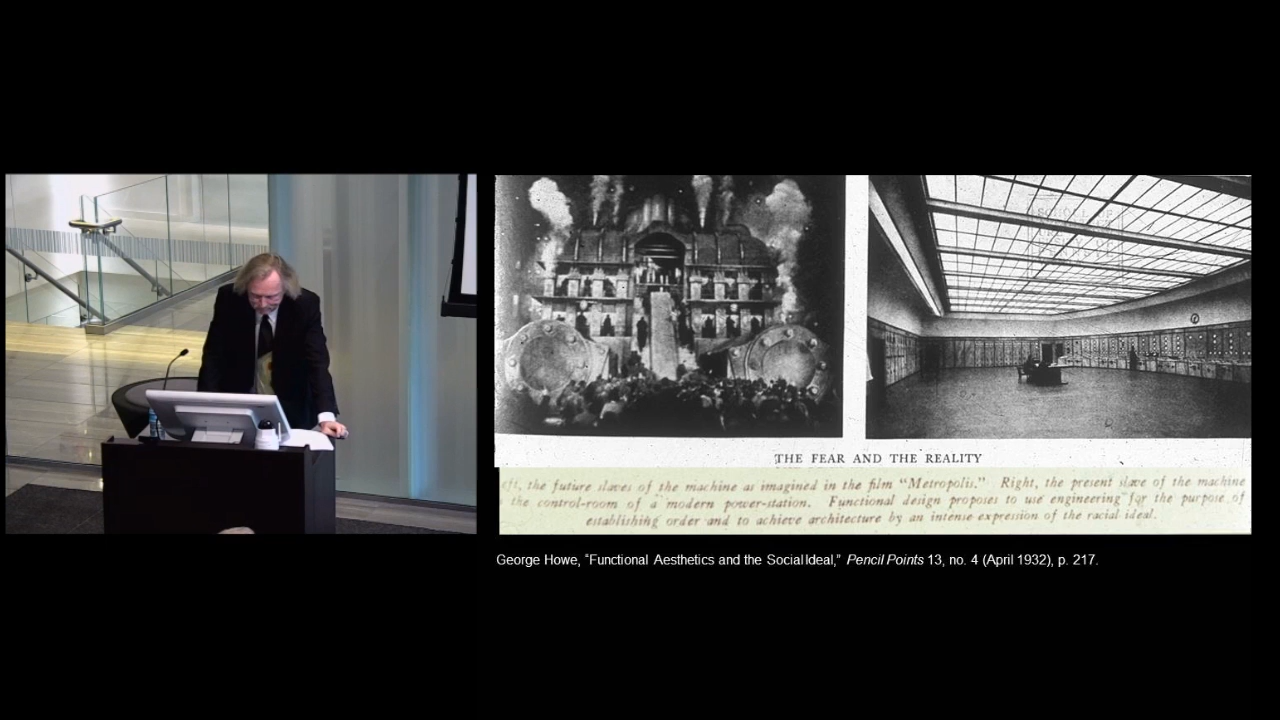 THE FEAR AND THE REALITY
the future slaves of the machine as imagined in the film “Metropolis.” Right, the present slave of the machine
the control-room of a modern power-station. Functional design proposes to use engineering for the purpose of
establishing order and to achieve architecture by an intense expression of the racial ideal.
George Howe, “Functional Aesthetics and the Social Ideal,” Pencil Points 13, no. 4 (April 1932), p. 217.